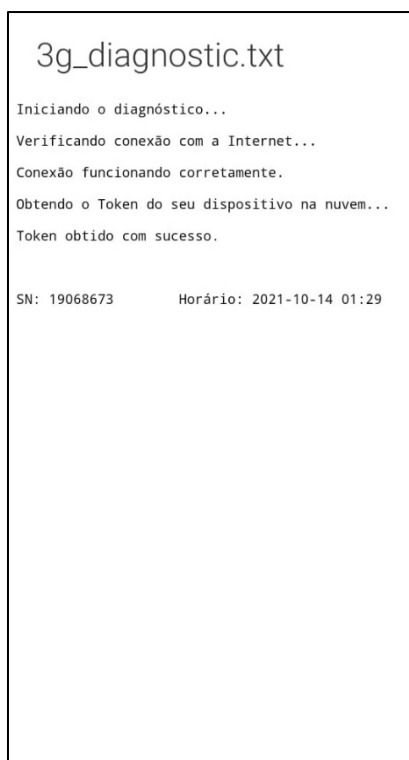 3g_diagnostic.txt
Iniciando o diagnóstico...
Verificando conexão com a Internet...
Conexão funcionando corretamente.
Obtendo o Token do seu dispositivo na nuvem...
Token obtido com sucesso.
SN: 19068673 Horário: 2021-10-14 01:29